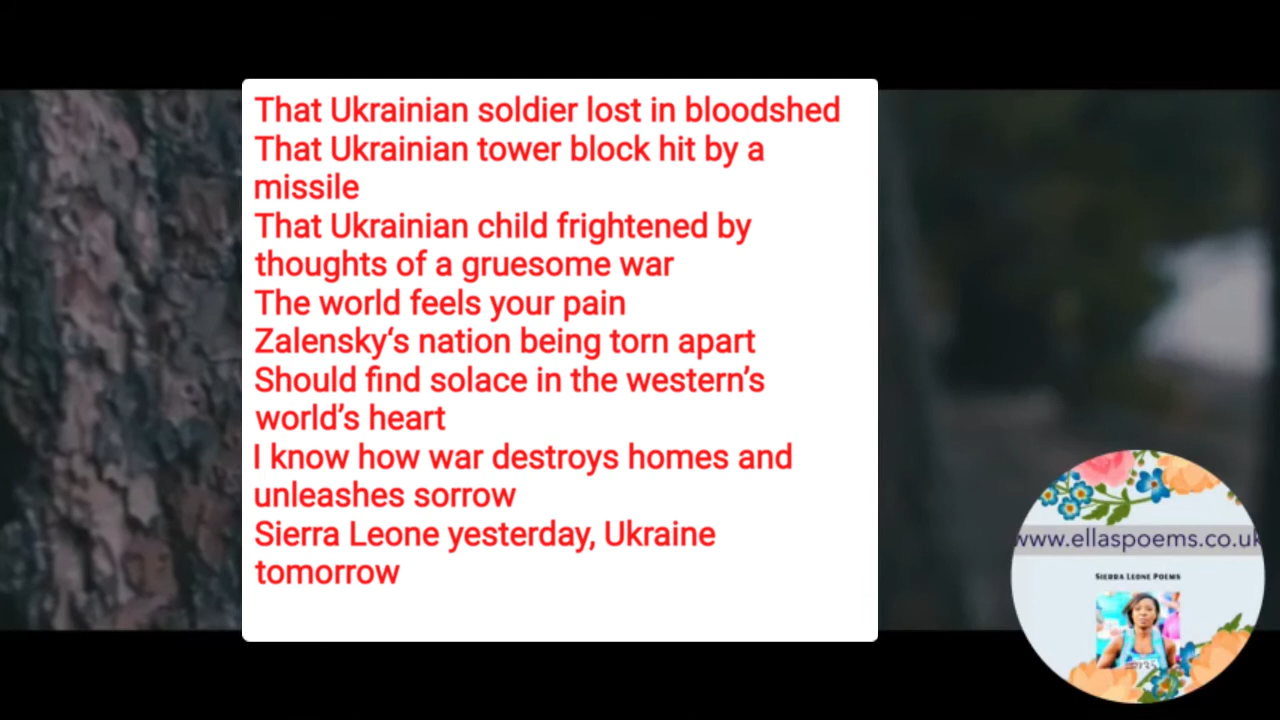 That Ukrainian soldier lost in bloodshed
That Ukrainian tower block hit by a
missile
That Ukrainian child frightened by
thoughts of a gruesome war
The world feels your pain
Zalensky‘s nation being torn apart
Should find solace in the western’s
world’s heart
I know how war destroys homes and
unleashes sorrow
Sierra Leone yesterday, Ukraine
tomorrow
www.ellaspoems.co.uk
SIERRA LEONE POEMS